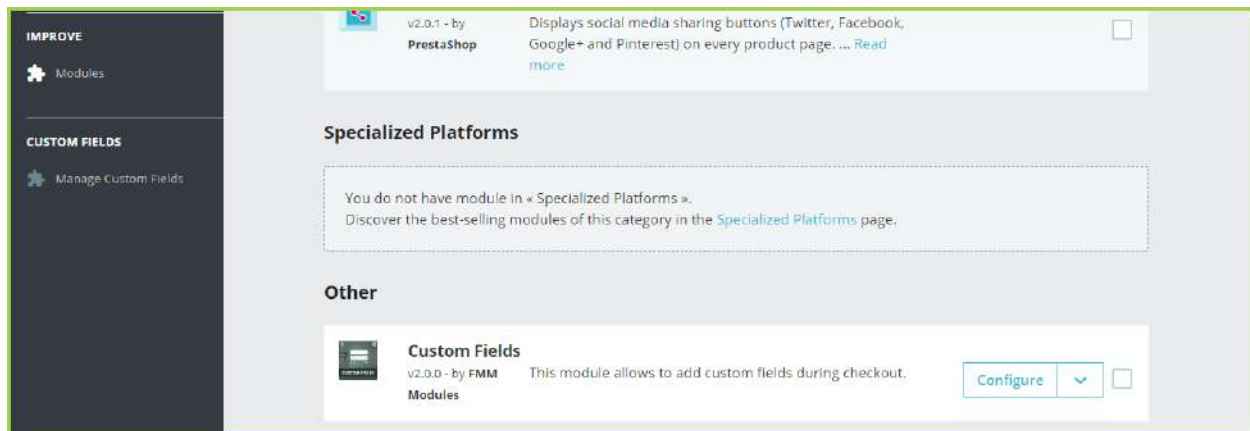 IMPROVE
Modules
CUSTOM FIELDS
Manage Custom Fields
v2.0.1 - by
PrestaShop
Displays social media sharing buttons (Twitter, Facebook,
Google+ and Pinterest) on every product page. ... Read
more
Specialized Platforms
You do not have module in « Specialized Platforms ».
Discover the best-selling modules of this category in the Specialized Platforms page.
Other
Custom Fields
v2.0.0 - by FMM
Modules
This module allows to add custom fields during checkout.
Configure